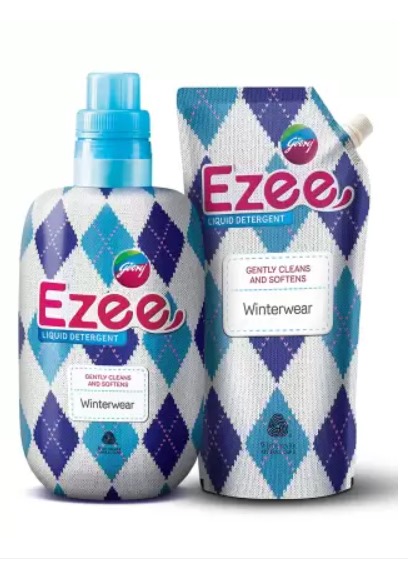 Godrej
Ezee
LIQUID DETERGENT
GENTLY CLEANS
AND SOFTENS
Winterwear
Godrej
Ezee
LIQUID DETERGENT
GENTLY CLEANS
AND SOFTENS
Winterwear